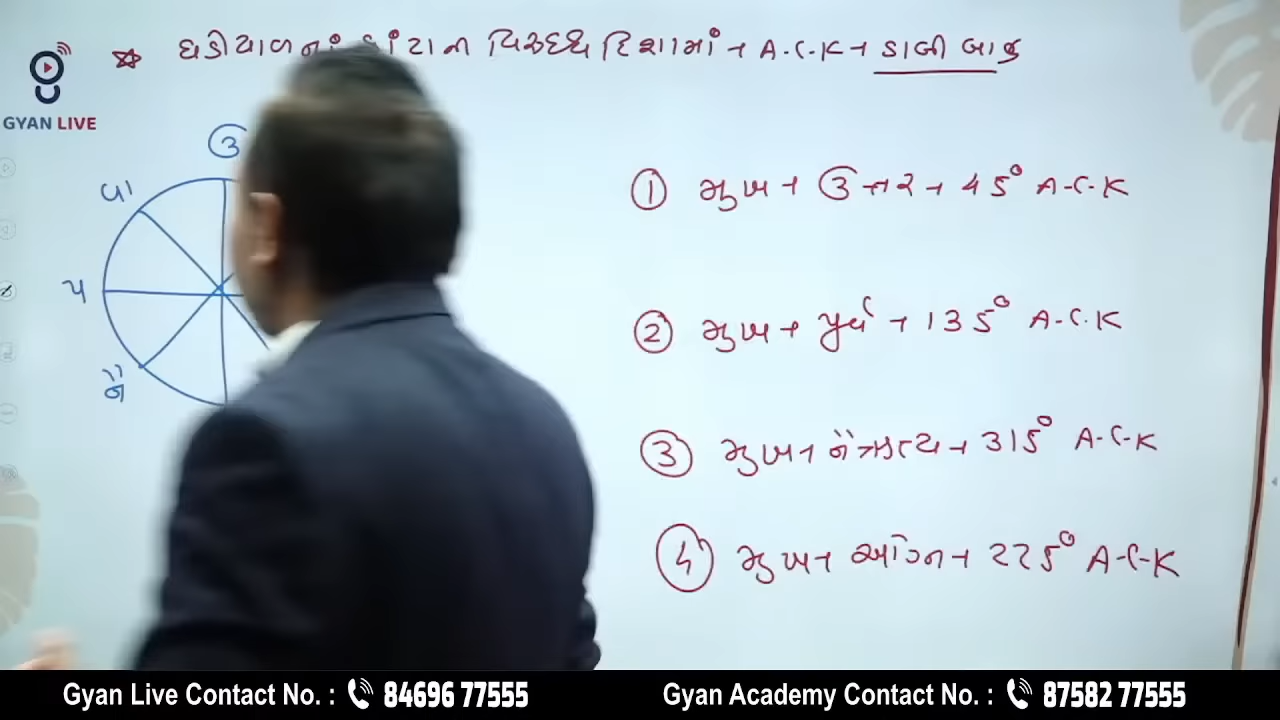 GYAN LIVE
☆ ઘડીયાળનાં વિરુદ્ધ દિશામાં → A.C.K → ડાબી બાજુ
ઉ
વા
પ
નૈ
① મુખ → ઉત્તર → 45° A.C.K
② મુખ → પુર્વ → 135° A.C.K
③ મુખ → નૈઋત્ય → 315° A.C.K
④ મુખ → અગ્નિ → 225° A.C.K
Gyan Live Contact No. : 84696 77555
Gyan Academy Contact No. : 87582 77555